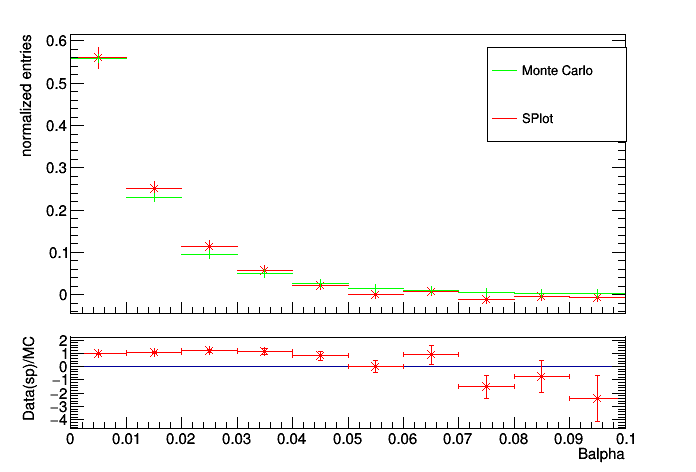 normalized entries
0.6
0.5
0.4
0.3
0.2
0.1
0
Monte Carlo
SPlot
Data(sp)/MC
2
1
0
−1
−2
−3
−4
0 0.01 0.02 0.03 0.04 0.05 0.06 0.07 0.08 0.09 0.1
Balpha